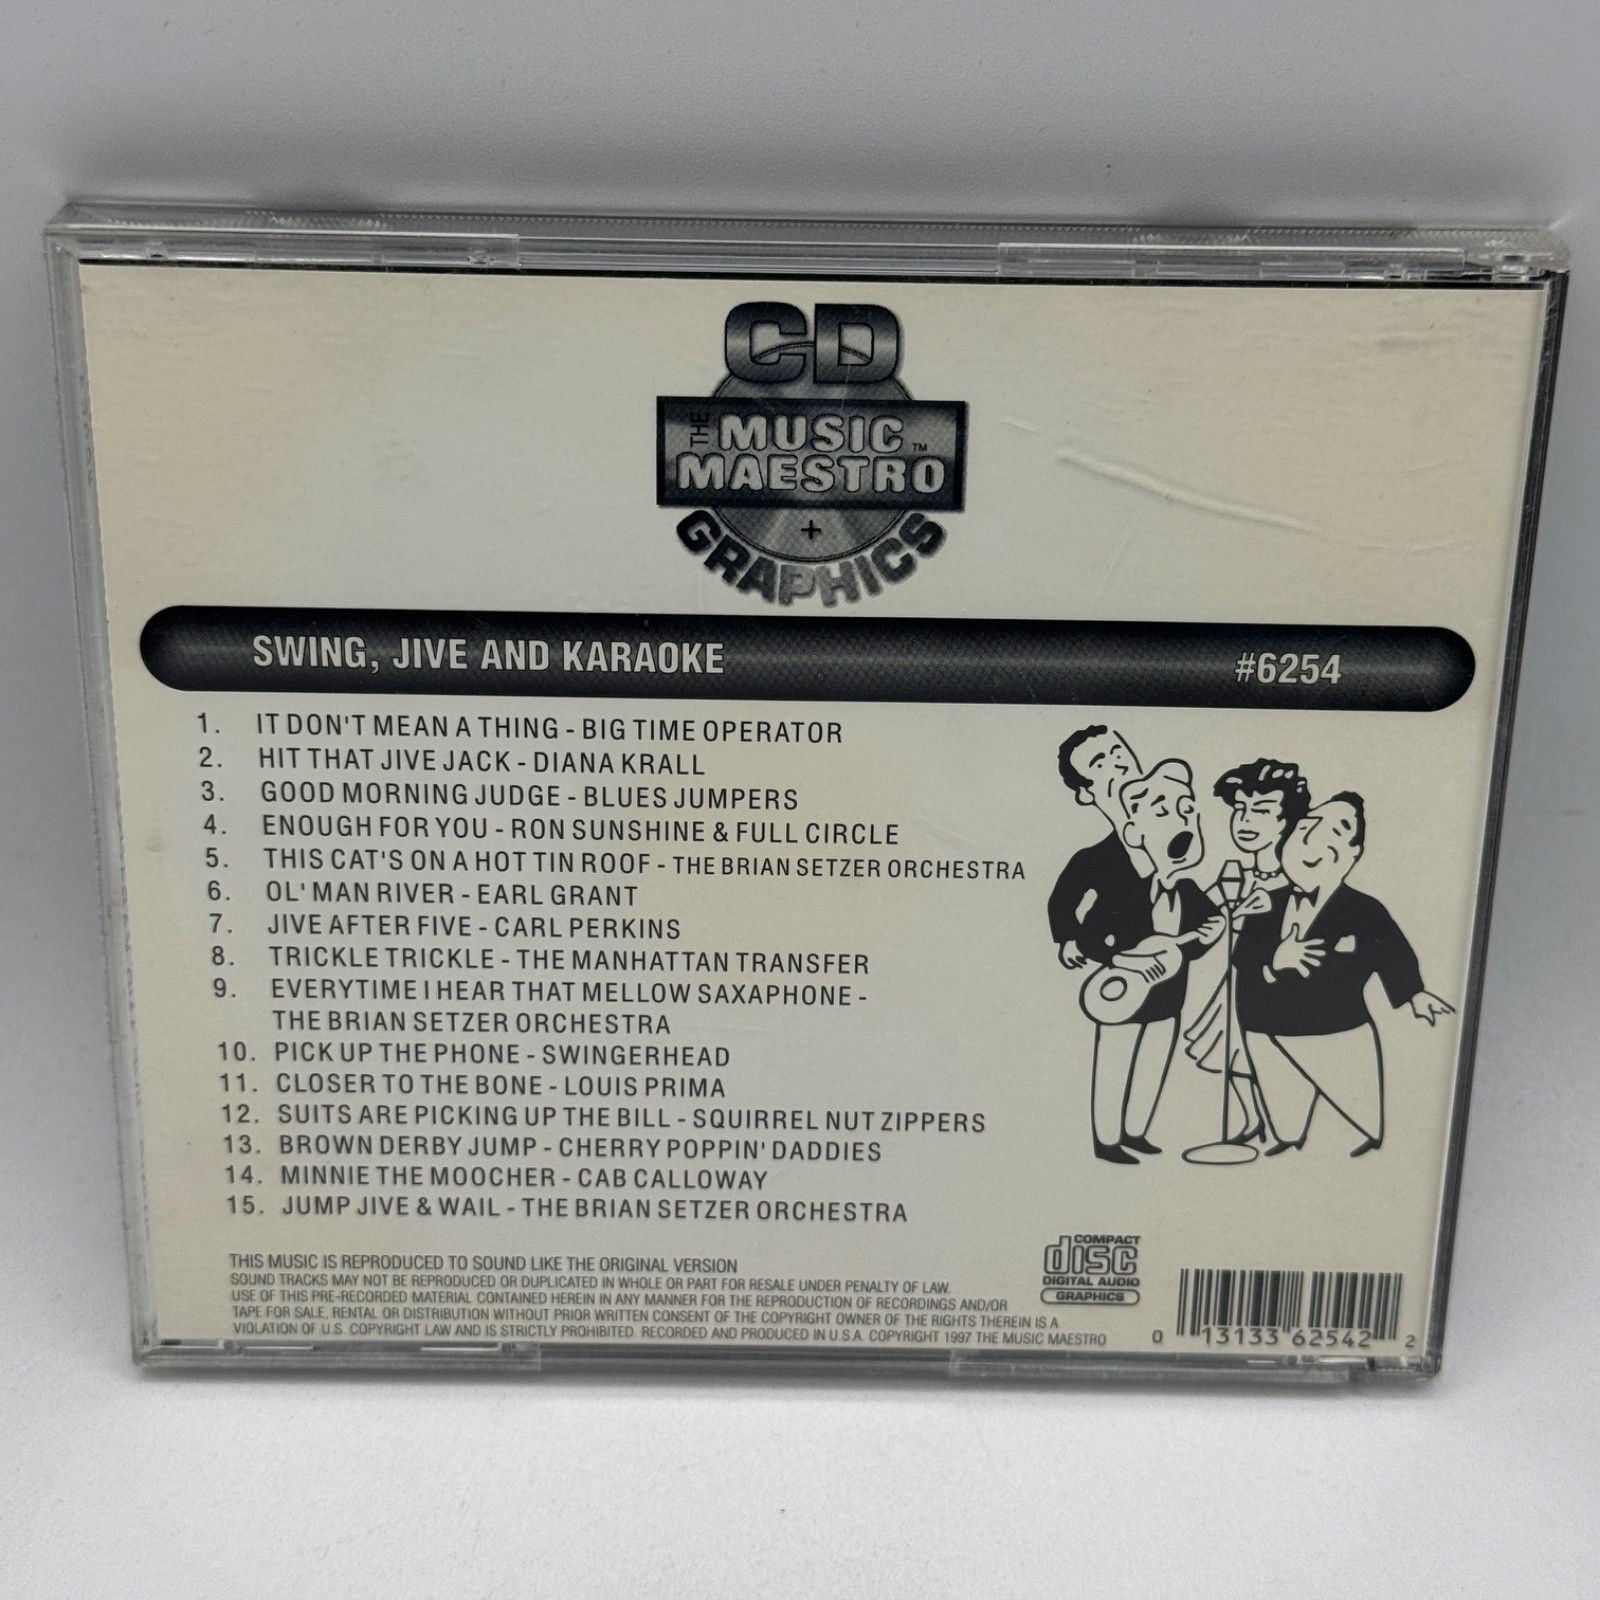 CD
THE MUSIC ™
MAESTRO
+
GRAPHICS
SWING, JIVE AND KARAOKE #6254
1. IT DON'T MEAN A THING - BIG TIME OPERATOR
2. HIT THAT JIVE JACK - DIANA KRALL
3. GOOD MORNING JUDGE - BLUES JUMPERS
4. ENOUGH FOR YOU - RON SUNSHINE & FULL CIRCLE
5. THIS CAT'S ON A HOT TIN ROOF - THE BRIAN SETZER ORCHESTRA
6. OL' MAN RIVER - EARL GRANT
7. JIVE AFTER FIVE - CARL PERKINS
8. TRICKLE TRICKLE - THE MANHATTAN TRANSFER
9. EVERYTIME I HEAR THAT MELLOW SAXAPHONE -
THE BRIAN SETZER ORCHESTRA
10. PICK UP THE PHONE - SWINGERHEAD
11. CLOSER TO THE BONE - LOUIS PRIMA
12. SUITS ARE PICKING UP THE BILL - SQUIRREL NUT ZIPPERS
13. BROWN DERBY JUMP - CHERRY POPPIN' DADDIES
14. MINNIE THE MOOCHER - CAB CALLOWAY
15. JUMP JIVE & WAIL - THE BRIAN SETZER ORCHESTRA
THIS MUSIC IS REPRODUCED TO SOUND LIKE THE ORIGINAL VERSION
SOUND TRACKS MAY NOT BE REPRODUCED OR DUPLICATED IN WHOLE OR PART FOR RESALE UNDER PENALTY OF LAW.
USE OF THIS PRE-RECORDED MATERIAL CONTAINED HEREIN IN ANY MANNER FOR THE REPRODUCTION OF RECORDINGS AND/OR
TAPE FOR SALE, RENTAL OR DISTRIBUTION WITHOUT PRIOR WRITTEN CONSENT OF THE COPYRIGHT OWNER OF THE RIGHTS THEREIN IS A
VIOLATION OF U.S. COPYRIGHT LAW AND IS STRICTLY PROHIBITED. RECORDED AND PRODUCED IN U.S.A. COPYRIGHT 1997 THE MUSIC MAESTRO
COMPACT
disc
DIGITAL AUDIO
GRAPHICS
0 13133 62542 2